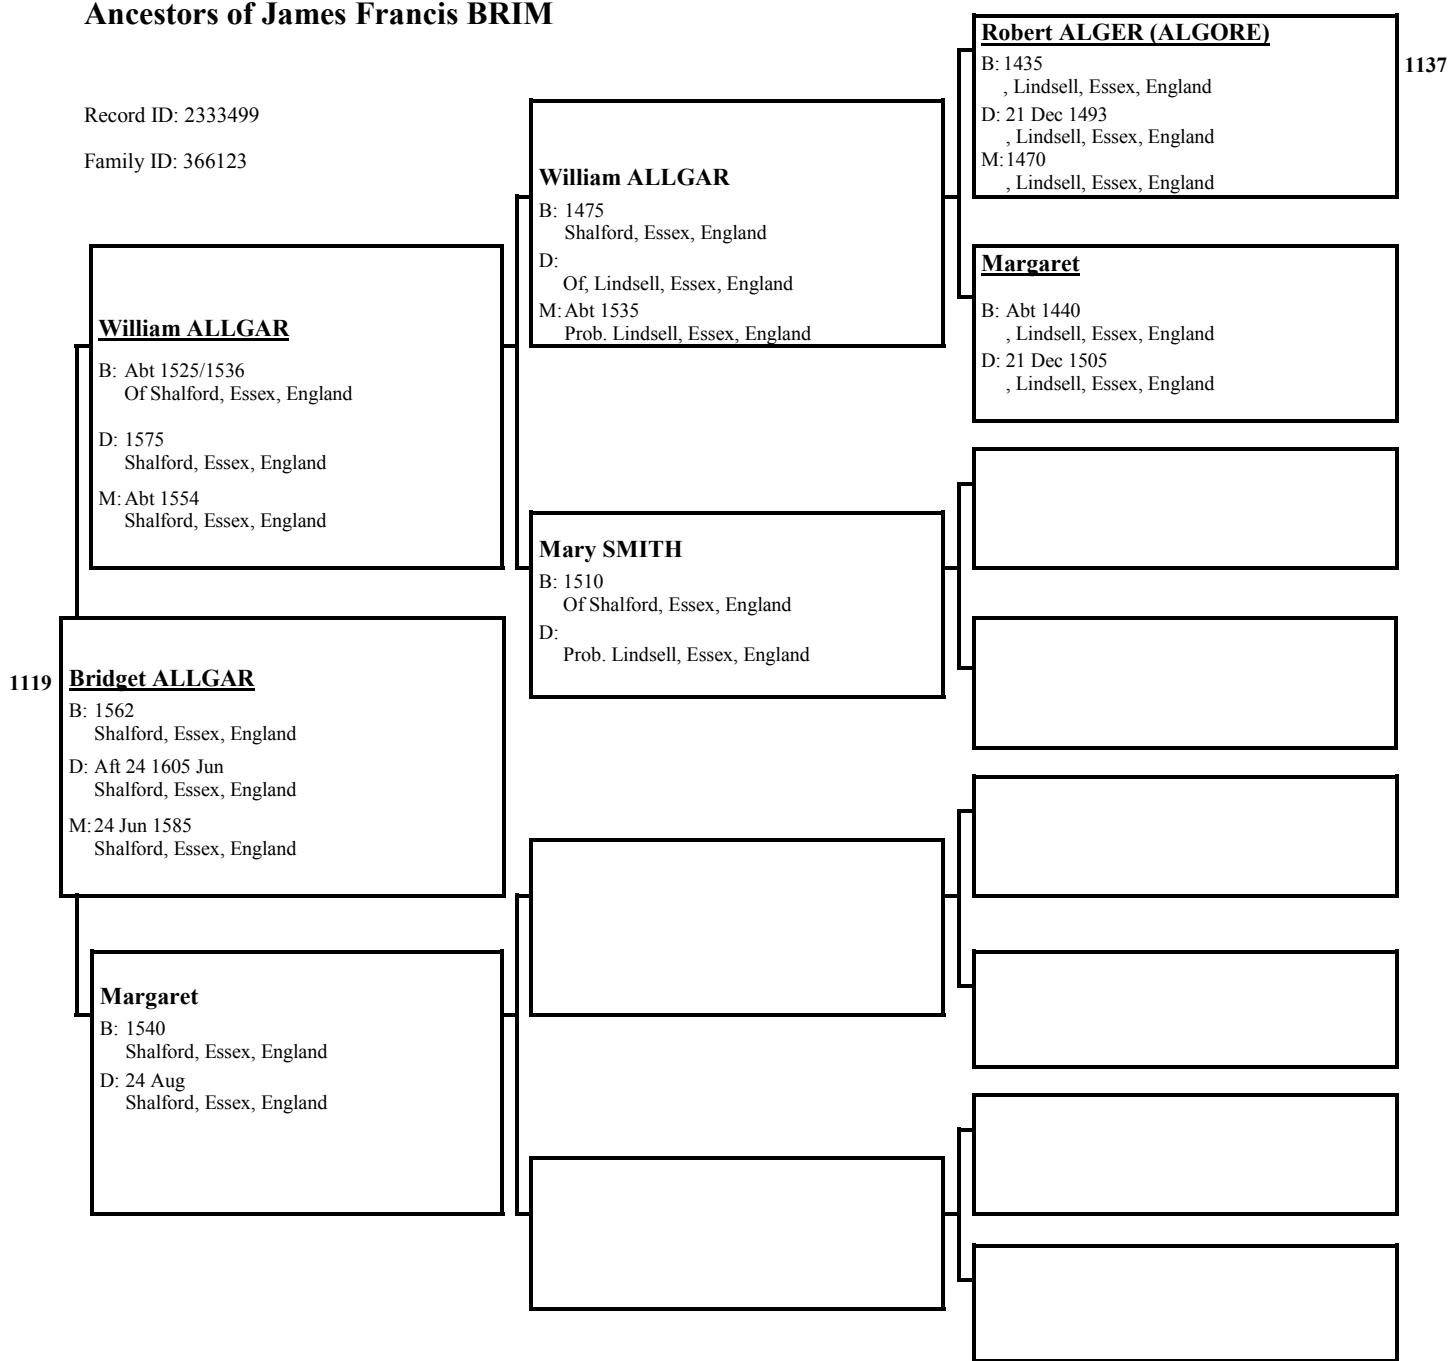 Ancestors of James Francis BRIM
Record ID: 2333499
Family ID: 366123
1119
Bridget ALLGAR
B: 1562
Shalford, Essex, England
D: Aft 24 1605 Jun
Shalford, Essex, England
M: 24 Jun 1585
Shalford, Essex, England
William ALLGAR
B: Abt 1525/1536
Of Shalford, Essex, England
D: 1575
Shalford, Essex, England
M: Abt 1554
Shalford, Essex, England
Margaret
B: 1540
Shalford, Essex, England
D: 24 Aug
Shalford, Essex, England
William ALLGAR
B: 1475
Shalford, Essex, England
D:
Of, Lindsell, Essex, England
M: Abt 1535
Prob. Lindsell, Essex, England
Mary SMITH
B: 1510
Of Shalford, Essex, England
D:
Prob. Lindsell, Essex, England
Robert ALGER (ALGORE)
B: 1435
, Lindsell, Essex, England
D: 21 Dec 1493
, Lindsell, Essex, England
M: 1470
, Lindsell, Essex, England
1137
Margaret
B: Abt 1440
, Lindsell, Essex, England
D: 21 Dec 1505
, Lindsell, Essex, England